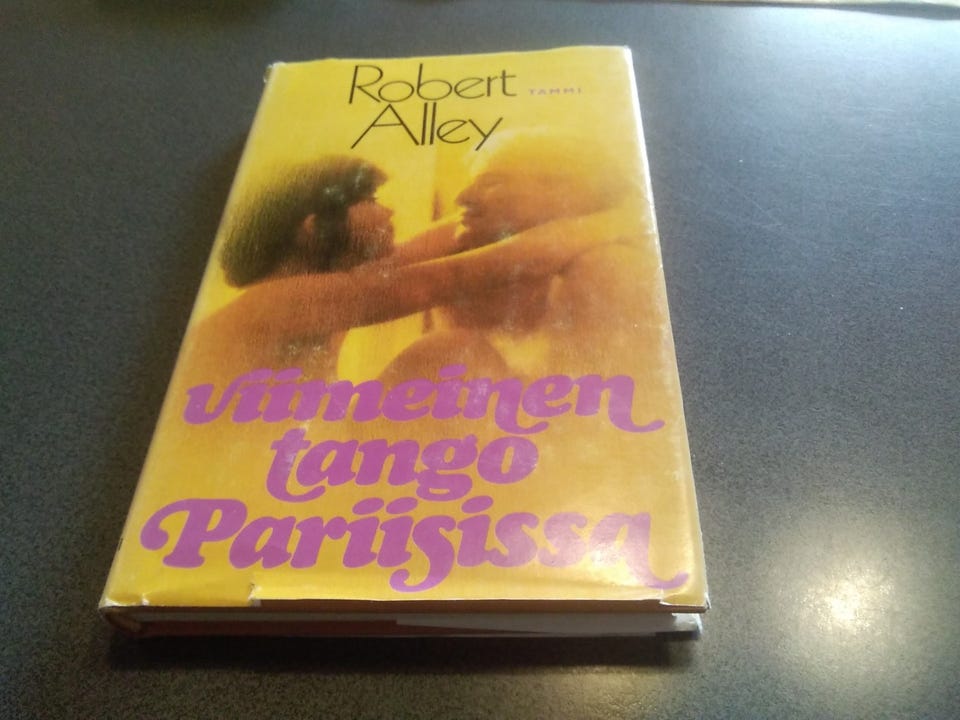 Robert
TAMMI
Alley
Viimeinen
tango
Pariisissa